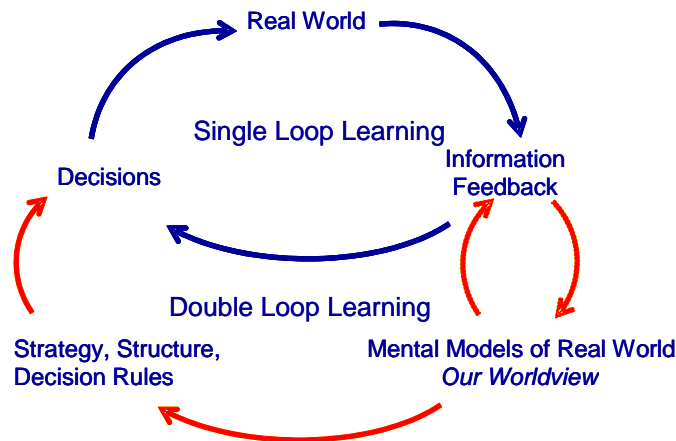 Real World
Single Loop Learning
Information
Feedback
Decisions
Double Loop Learning
Strategy, Structure,
Decision Rules
Mental Models of Real World
Our Worldview